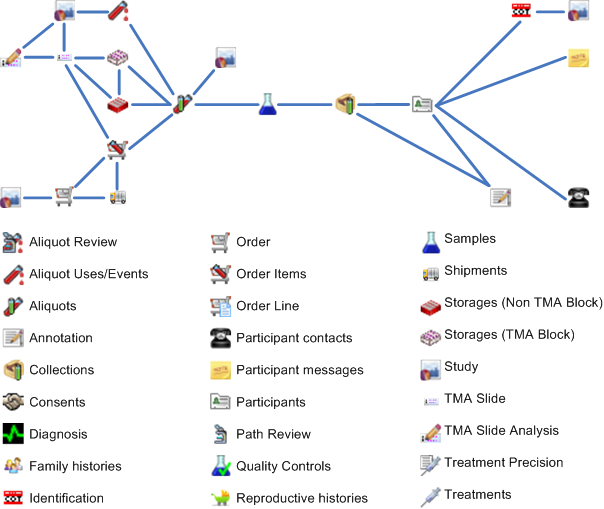 Aliquot Review
Aliquot Uses/Events
Aliquots
Annotation
Collections
Consents
Diagnosis
Family histories
Identification
Order
Order Items
Order Line
Participant contacts
Participant messages
Participants
Path Review
Quality Controls
Reproductive histories
Samples
Shipments
Storages (Non TMA Block)
Storages (TMA Block)
Study
TMA Slide
TMA Slide Analysis
Treatment Precision
Treatments